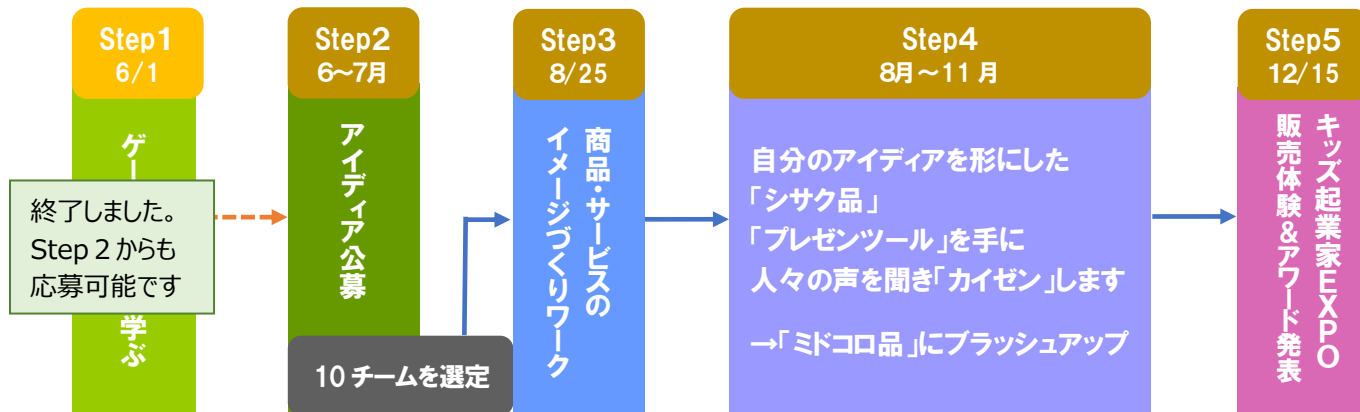 Step1
6/1
ゲー
学ぶ
終了しました。
Step 2 からも
応募可能です
Step2
6~7月
アイディア公募
10 チームを選定
Step3
8/25
商品・サービスの
イメージづくりワーク
Step4
8月~11 月
自分のアイディアを形にした
「シサク品」
「プレゼンツール」を手に
人々の声を聞き「カイゼン」します
→「ミドコロ品」にブラッシュアップ
Step5
12/15
キッズ起業家EXPO
販売体験&アワード発表